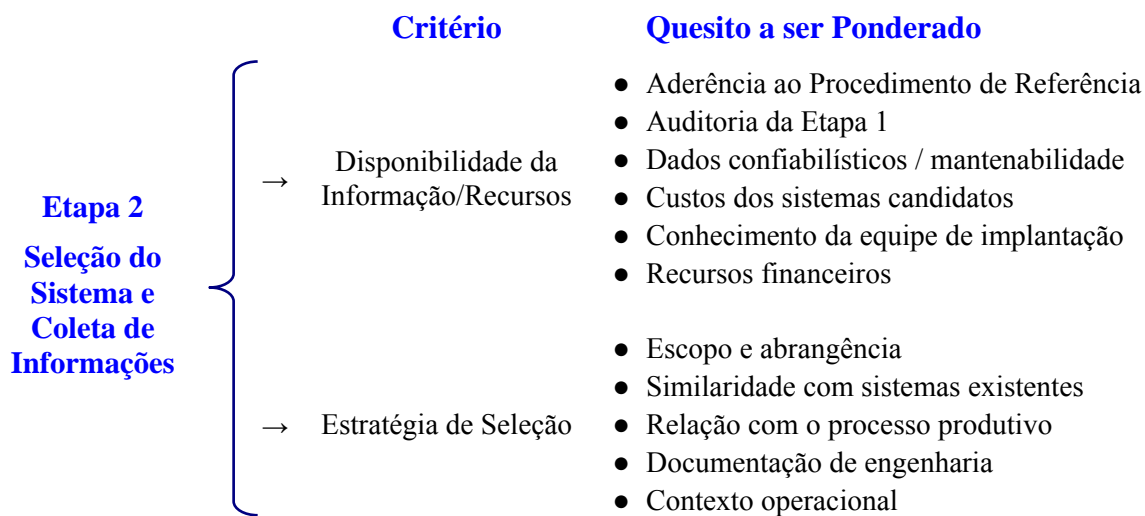 Critério
Quesito a ser Ponderado
Etapa 2
Seleção do
Sistema e
Coleta de
Informações
→ Disponibilidade da
Informação/Recursos
● Aderência ao Procedimento de Referência
● Auditoria da Etapa 1
● Dados confiabilísticos / mantenabilidade
● Custos dos sistemas candidatos
● Conhecimento da equipe de implantação
● Recursos financeiros
→ Estratégia de Seleção
● Escopo e abrangência
● Similaridade com sistemas existentes
● Relação com o processo produtivo
● Documentação de engenharia
● Contexto operacional